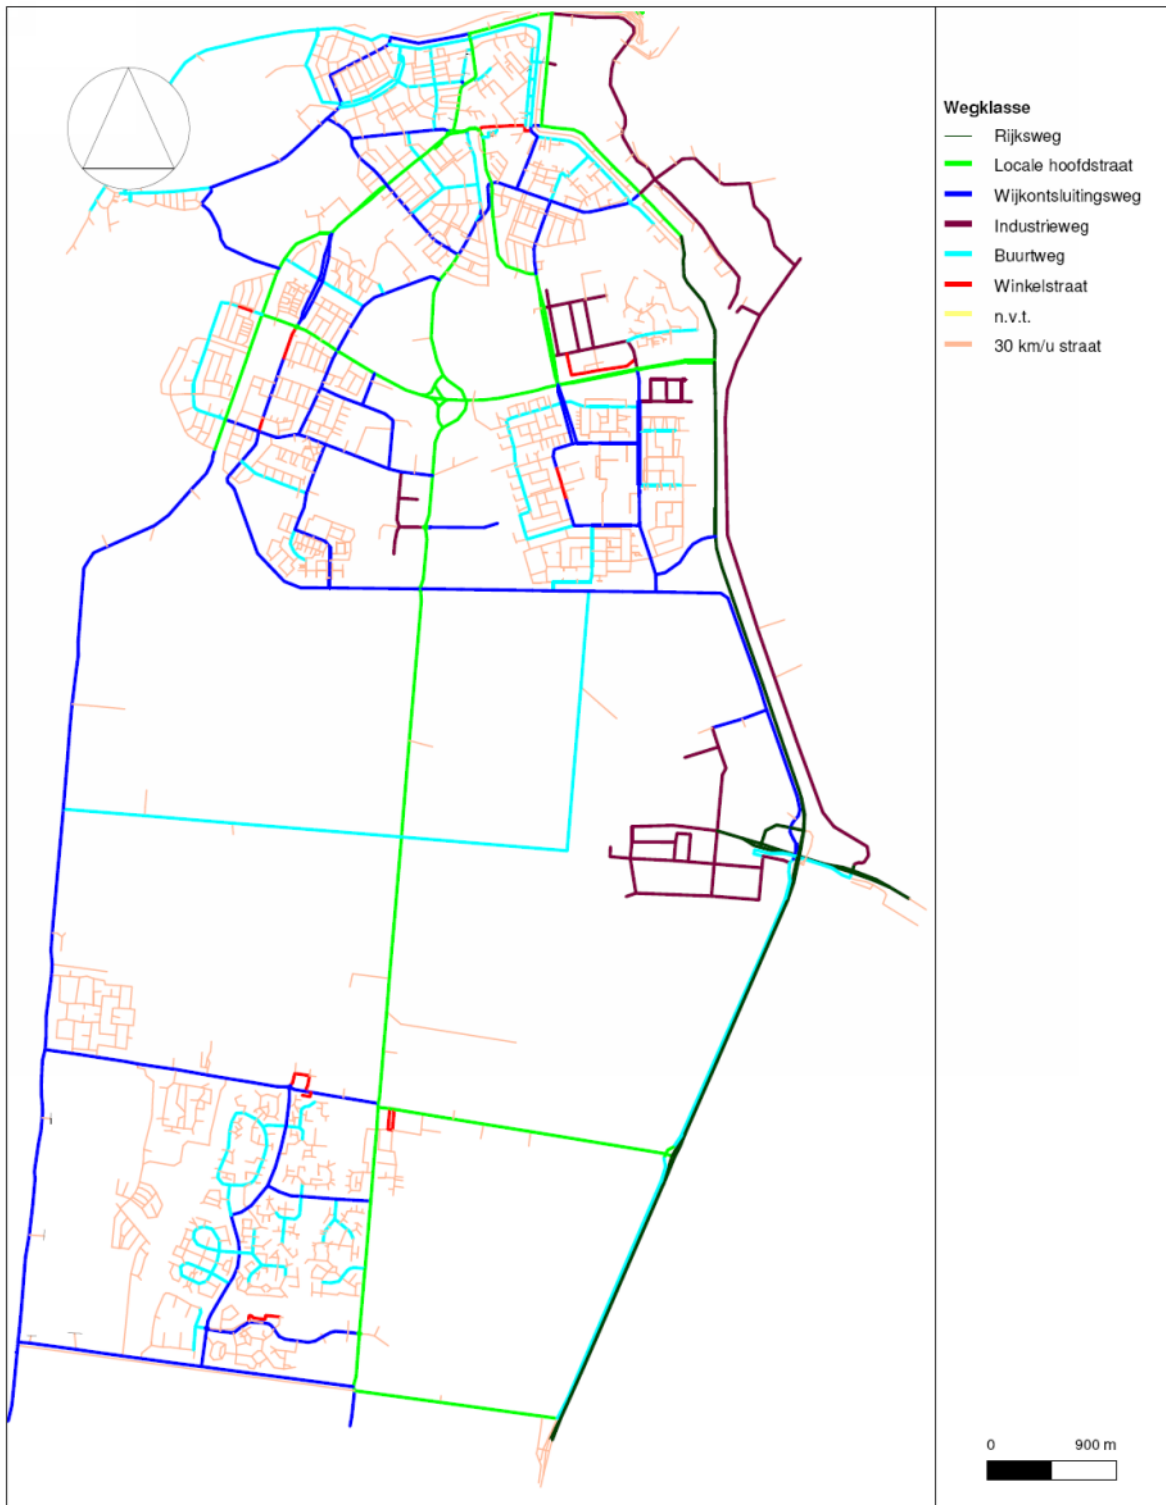 Wegklasse
Rijksweg
Locale hoofdstraat
Wijkontsluitingsweg
Industrieweg
Buurtweg
Winkelstraat
n.v.t.
30 km/u straat
0 900 m